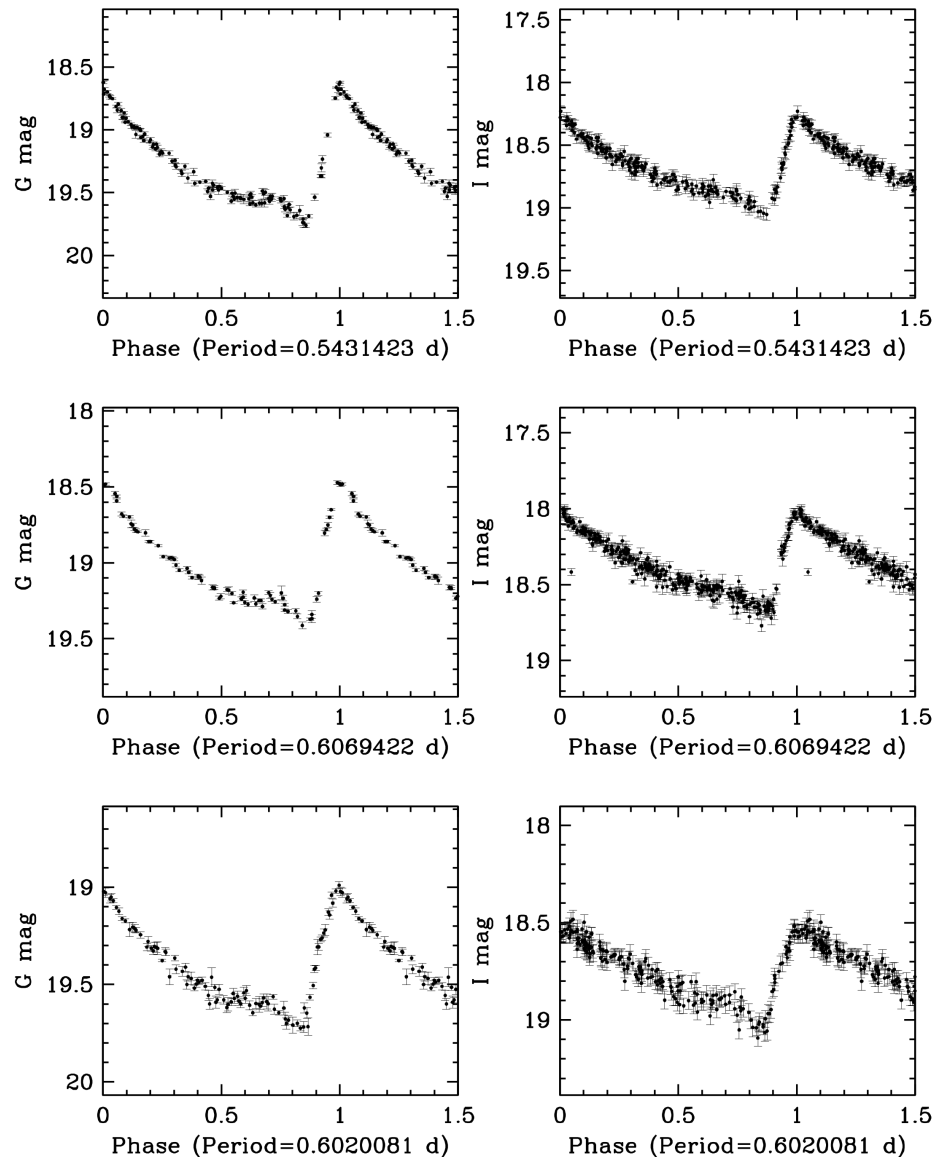 18.5
19
19.5
20
G mag
0 0.5 1 1.5
Phase (Period=0.5431423 d)
17.5
18
18.5
19
19.5
I mag
0 0.5 1 1.5
Phase (Period=0.5431423 d)
18
18.5
19
19.5
G mag
0 0.5 1 1.5
Phase (Period=0.6069422 d)
17.5
18
18.5
19
I mag
0 0.5 1 1.5
Phase (Period=0.6069422 d)
19
19.5
20
G mag
0 0.5 1 1.5
Phase (Period=0.6020081 d)
18
18.5
19
I mag
0 0.5 1 1.5
Phase (Period=0.6020081 d)